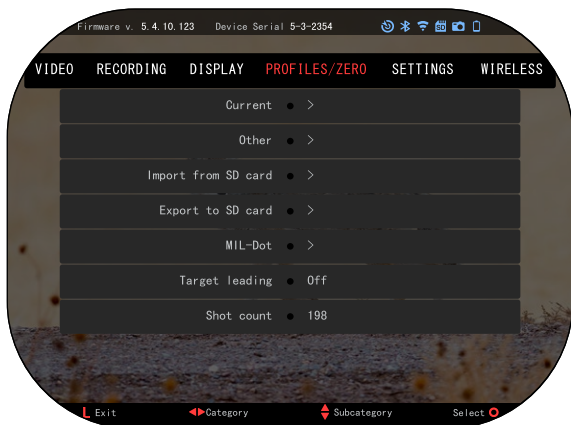 Firmware v. 5.4.10.123 Device Serial 5-3-2354 SD
VIDEO RECORDING DISPLAY PROFILES/ZERO SETTINGS WIRELESS
Current >
Other >
Import from SD card >
Export to SD card >
MIL-Dot >
Target leading Off
Shot count 198
L Exit Category Subcategory Select